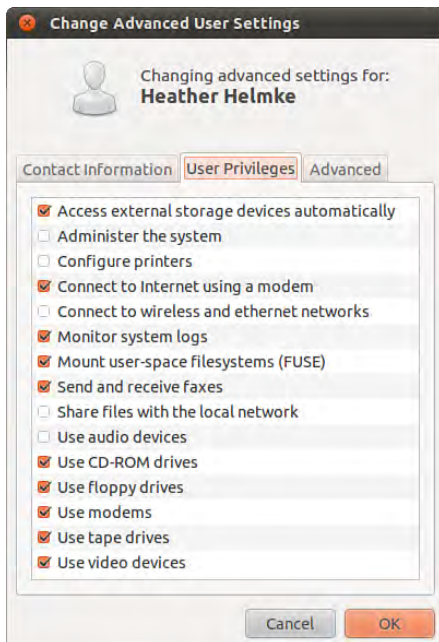 Change Advanced User Settings
Changing advanced settings for:
Heather Helmke
Contact Information User Privileges Advanced
Access external storage devices automatically
Administer the system
Configure printers
Connect to Internet using a modem
Connect to wireless and ethernet networks
Monitor system logs
Mount user-space filesystems (FUSE)
Send and receive faxes
Share files with the local network
Use audio devices
Use CD-ROM drives
Use floppy drives
Use modems
Use tape drives
Use video devices
Cancel OK